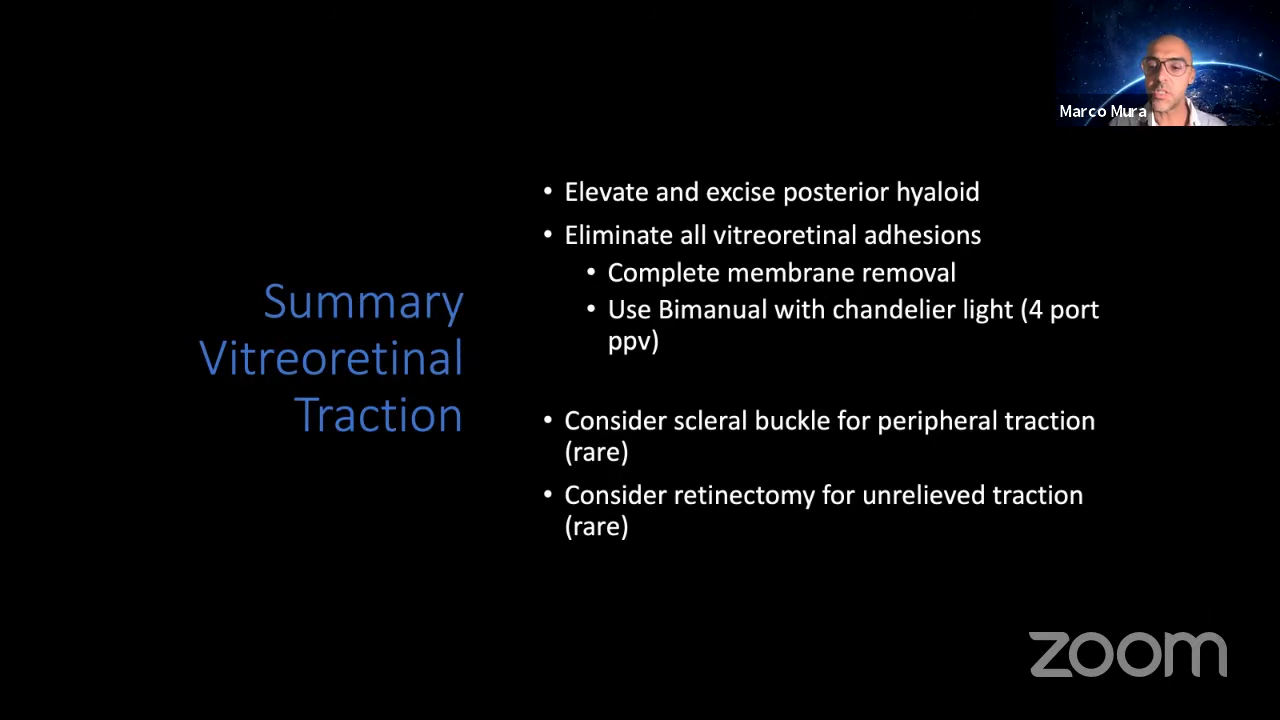 Marco Mura
Summary
Vitreoretinal
Traction
• Elevate and excise posterior hyaloid
• Eliminate all vitreoretinal adhesions
• Complete membrane removal
• Use Bimanual with chandelier light (4 port
ppv)
• Consider scleral buckle for peripheral traction
(rare)
• Consider retinectomy for unrelieved traction
(rare)
zoom